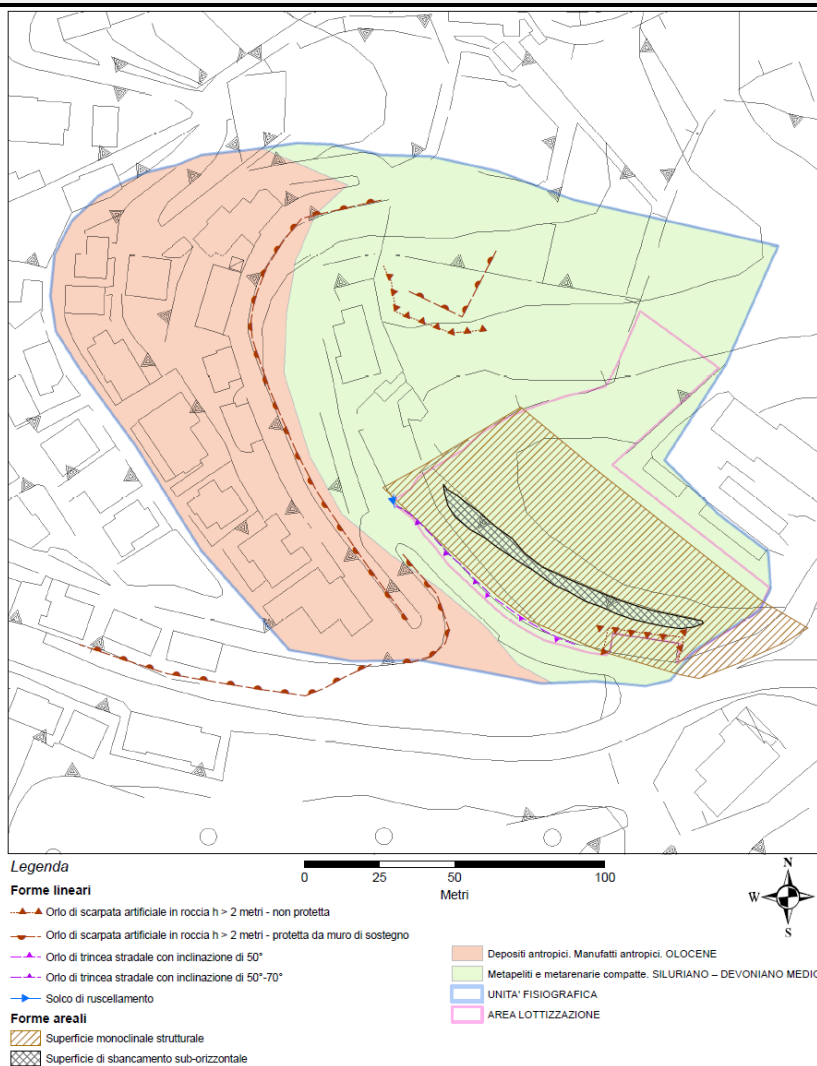 Legenda
0 25 50 100
Metri
N
W E
S
Forme lineari
Orlo di scarpata artificiale in roccia h > 2 metri - non protetta
Orlo di scarpata artificiale in roccia h > 2 metri - protetta da muro di sostegno
Orlo di trincea stradale con inclinazione di 50°
Orlo di trincea stradale con inclinazione di 50°-70°
Solco di ruscellamento
Forme areali
Superficie monoclinale strutturale
Superficie di sbancamento sub-orizzontale
Depositi antropici. Manufatti antropici. OLOCENE
Metapeliti e metarenarie compatte. SILURIANO – DEVONIANO MEDIO
UNITA' FISIOGRAFICA
AREA LOTTIZZAZIONE